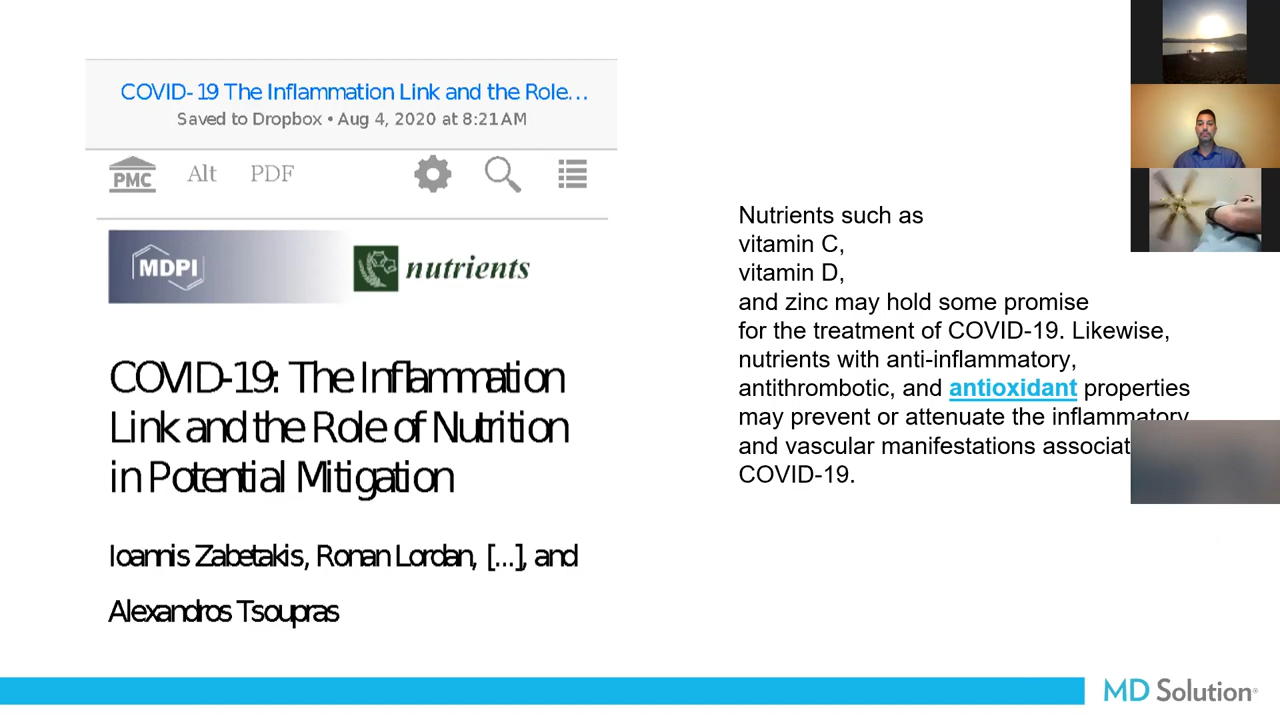 COVID-19 The Inflammation Link and the Role...
Saved to Dropbox • Aug 4, 2020 at 8:21 AM
PMC Alt PDF
MDPI nutrients
COVID-19: The Inflammation
Link and the Role of Nutrition
in Potential Mitigation
Ioannis Zabetakis, Ronan Lordan, [...], and
Alexandros Tsoupras
Nutrients such as
vitamin C,
vitamin D,
and zinc may hold some promise
for the treatment of COVID-19. Likewise,
nutrients with anti-inflammatory,
antithrombotic, and antioxidant properties
may prevent or attenuate the inflammatory
and vascular manifestations associat
COVID-19.
MD Solution®